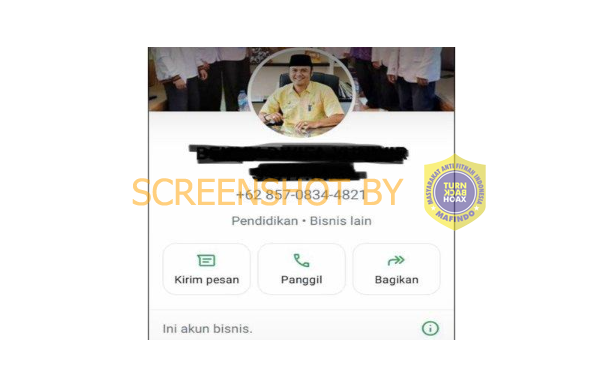 SCREENSHOT BY
+62 857-0834-4821
MASYARAKAT ANTI FITNAH INDONESIA
TURN
BACK
HOAX
MAFINDO
Pendidikan • Bisnis lain
Kirim pesan
Panggil
Bagikan
Ini akun bisnis.